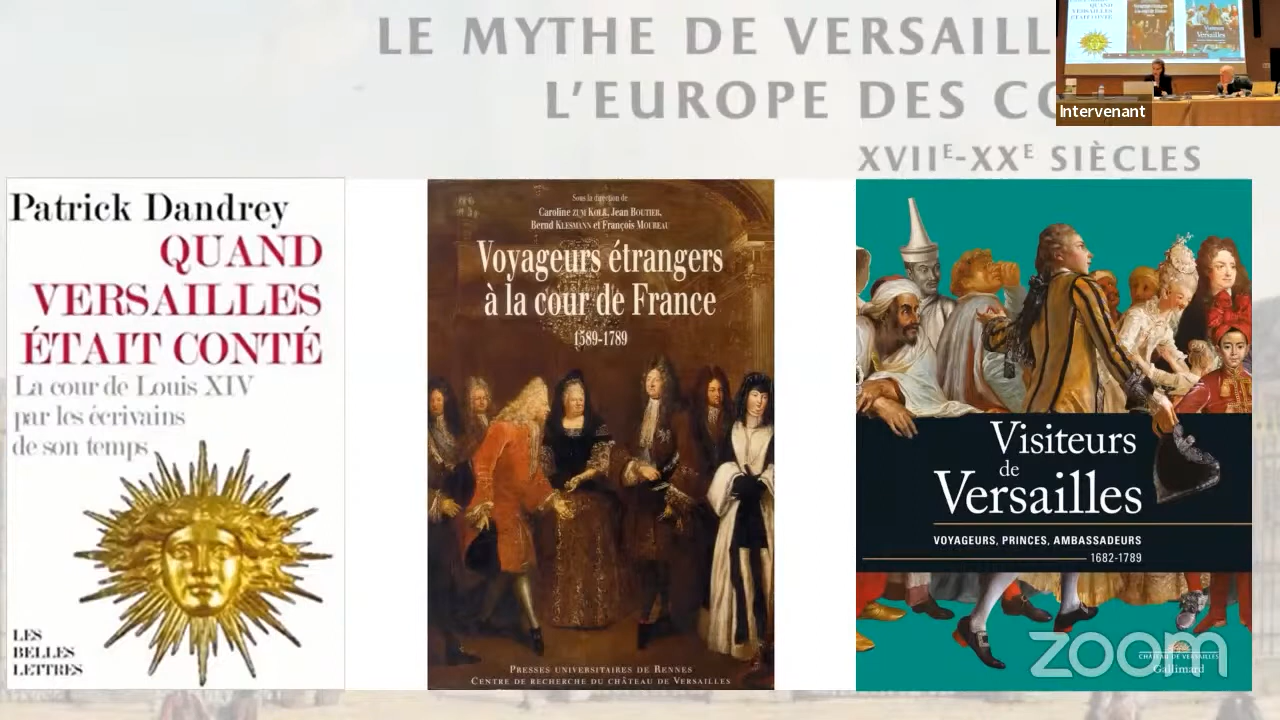 LE MYTHE DE VERSAILL
L'EUROPE DES CO
XVIIE-XXE SIÈCLES
Intervenant
Patrick Dandrey
QUAND
VERSAILLES
ÉTAIT CONTÉ
La cour de Louis XIV
par les écrivains
de son temps
LES
BELLES
LETTRES
Sous la direction de
Caroline ZUM KOLK, Jean BOUTIER,
Bernd KLESMANN et François MOUREAU
Voyageurs étrangers
à la cour de France
1589-1789
PRESSES UNIVERSITAIRES DE RENNES
CENTRE DE RECHERCHE DU CHÂTEAU DE VERSAILLES
Visiteurs
de
Versailles
VOYAGEURS, PRINCES, AMBASSADEURS
1682-1789
CHÂTEAU DE VERSAILLES
Gallimard
zoom